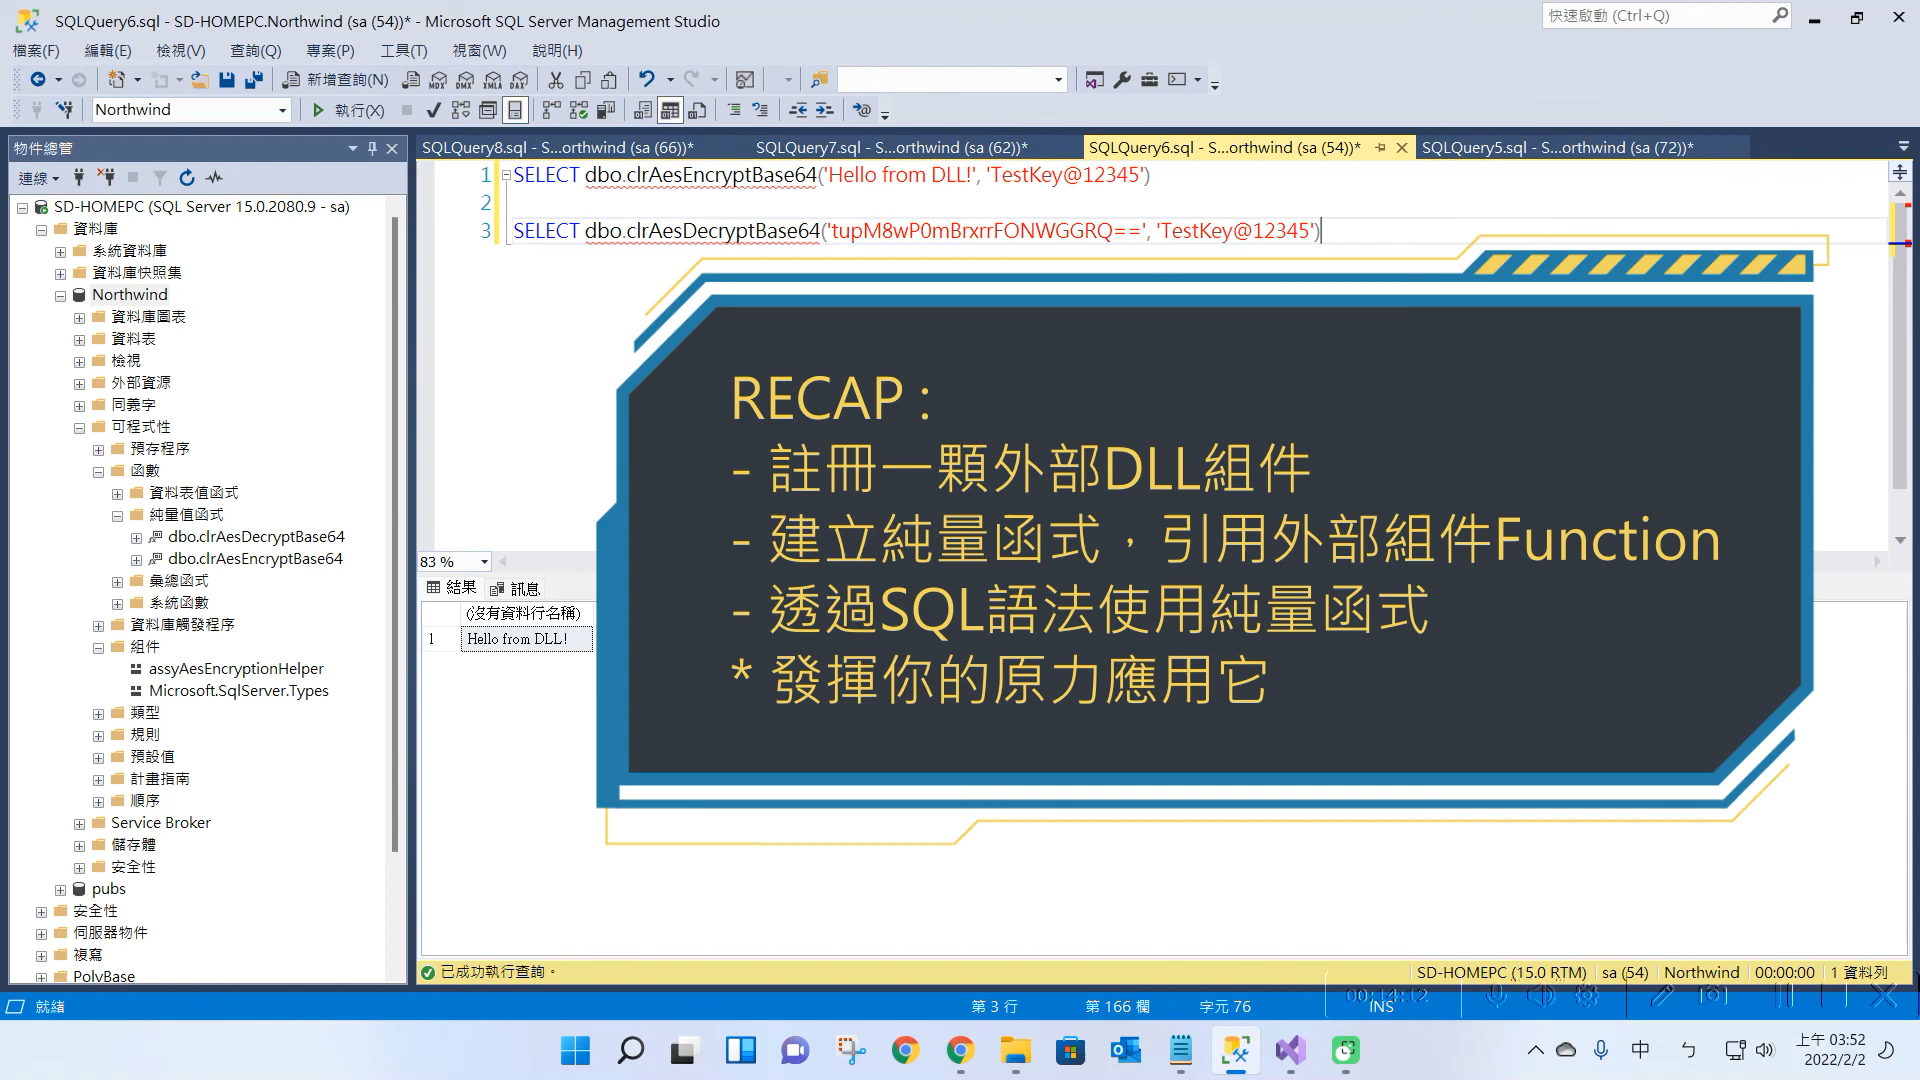 SQLQuery6.sql - SD-HOMEPC.Northwind (sa (54))* - Microsoft SQL Server Management Studio
快速啟動 (Ctrl+Q)
檔案(F) 編輯(E) 檢視(V) 查詢(Q) 專案(P) 工具(T) 視窗(W) 說明(H)
新增查詢(N) MDX DMX XMLA DAX
Northwind 執行(X)
物件總管
SQLQuery8.sql - S...orthwind (sa (66))* SQLQuery7.sql - S...orthwind (sa (62))* SQLQuery6.sql - S...orthwind (sa (54))* SQLQuery5.sql - S...orthwind (sa (72))*
連線
SD-HOMEPC (SQL Server 15.0.2080.9 - sa)
資料庫
系統資料庫
資料庫快照集
Northwind
資料庫圖表
資料表
檢視
外部資源
同義字
可程式性
預存程序
函數
資料表值函式
純量值函式
dbo.clrAesDecryptBase64
dbo.clrAesEncryptBase64
彙總函式
系統函數
資料庫觸發程序
組件
assyAesEncryptionHelper
Microsoft.SqlServer.Types
類型
規則
預設值
計畫指南
順序
Service Broker
儲存體
安全性
pubs
安全性
伺服器物件
複寫
PolyBase
1 SELECT dbo.clrAesEncryptBase64('Hello from DLL!', 'TestKey@12345')
2
3 SELECT dbo.clrAesDecryptBase64('tupM8wP0mBrxrrFONWGGRQ==', 'TestKey@12345')
83 %
結果 訊息
(沒有資料行名稱)
1 Hello from DLL!
RECAP :
- 註冊一顆外部DLL組件
- 建立純量函式，引用外部組件Function
- 透過SQL語法使用純量函式
* 發揮你的原力應用它
已成功執行查詢。 SD-HOMEPC (15.0 RTM) sa (54) Northwind 00:00:00 1 資料列
就緒 第 3 行 第 166 欄 字元 76 INS
00:14:12
中 ㄅ 上午 03:52
2022/2/2